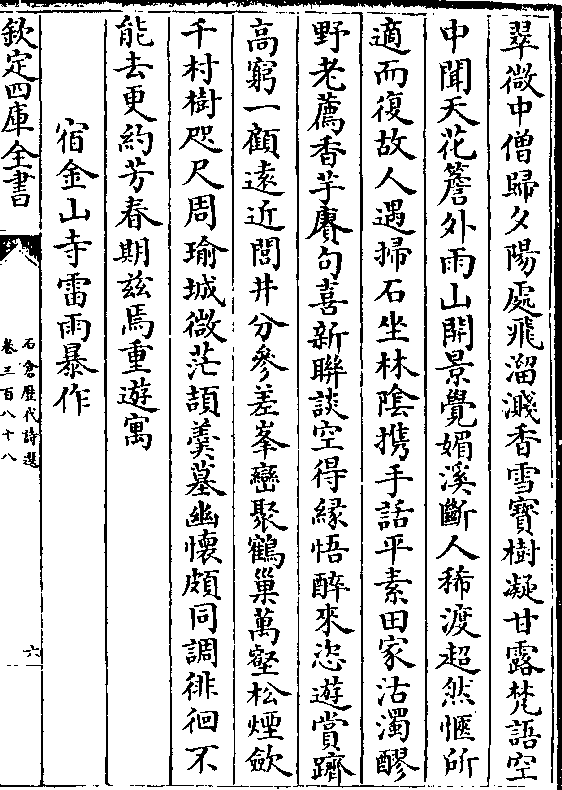 翠微中僧歸夕陽處飛溜濺香雪寶樹凝甘露梵語空
中聞天花簷外雨山開景覺媚溪斷人稀渡超然愜所
適而復故人遇掃石坐林陰携手話平素田家沽濁醪
野老薦香芋賡句喜新聨談空得縁悟醉來恣遊賞躋
高窮一顧遠近閭井分參差峯巒聚鶴巢萬壑松煙歛
千村樹咫尺周瑜城微茫頡羮墓幽懷頗同調徘徊不
能去更約芳春期兹焉重遊寓
宿金山寺雷雨暴作
欽定四庫全書
石倉歴代詩選
卷三百八十八
六